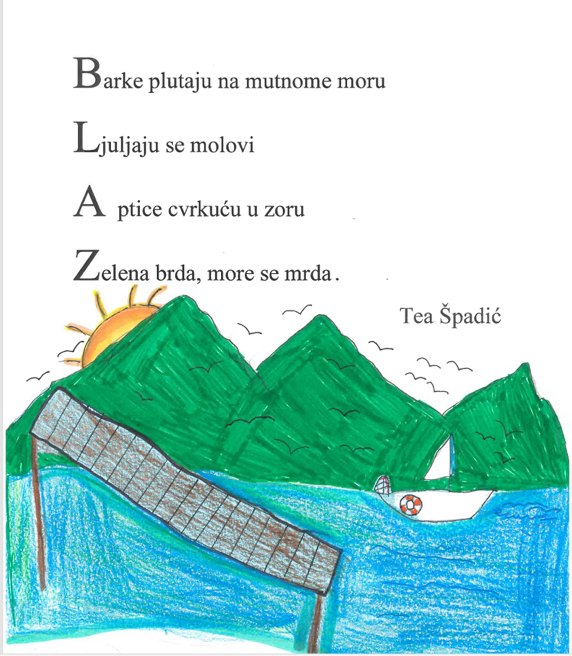 Barke plutaju na mutnome moru
Ljuljaju se molovi
A ptice cvrkuću u zoru
Zelena brda, more se mrda.
Tea Špadić